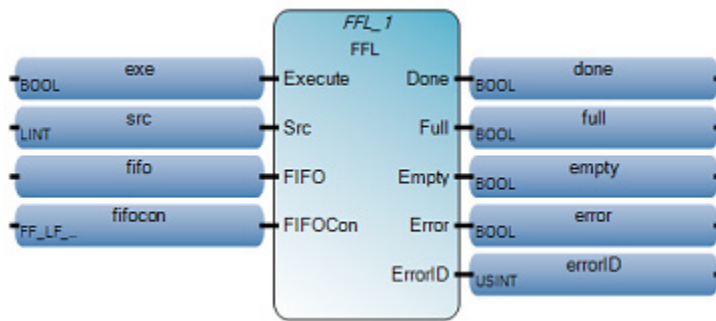 FFL_1
FFL
exe
BOOL
Execute
Done
done
BOOL
src
LINT
Src
Full
full
BOOL
fifo
FIFO
Empty
empty
BOOL
fifocon
FF_LF_...
FIFOCon
Error
error
BOOL
ErrorID
errorID
USINT